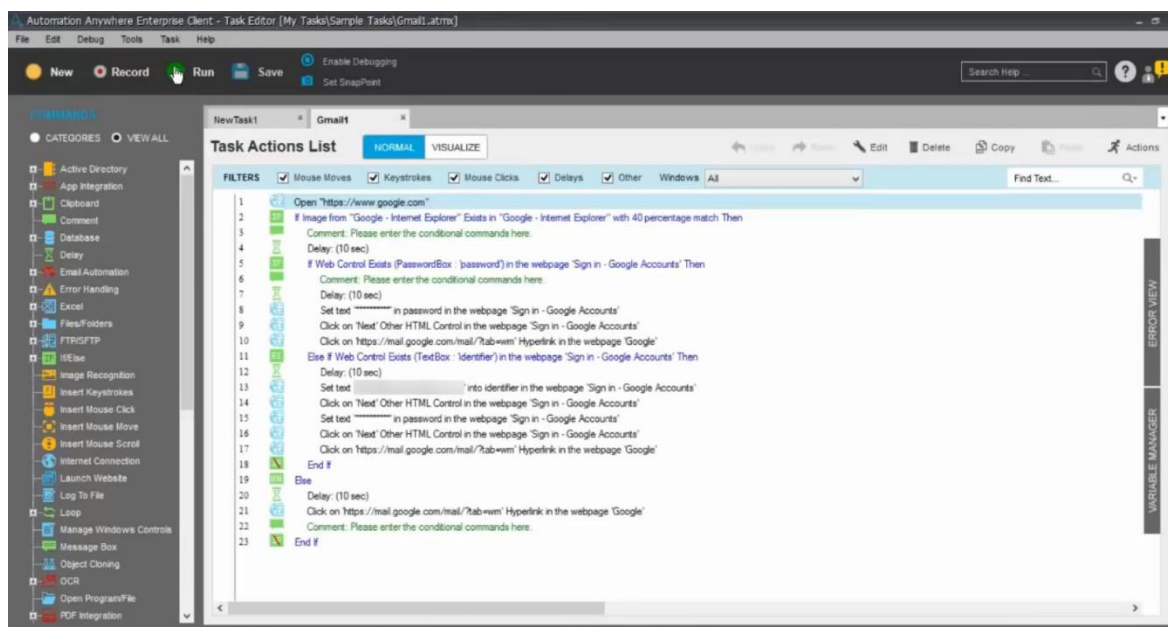 Automation Anywhere Enterprise Client - Task Editor [My Tasks\Sample Tasks\Gmail1.atmx]
File Edit Debug Tools Task Help
New Record Run Save
Enable Debugging
Set SnapPoint
Search Help ...
COMMANDS
CATEGORIES VIEW ALL
Active Directory
App Integration
Clipboard
Comment
Database
Delay
Email Automation
Error Handling
Excel
Files/Folders
FTP/SFTP
If/Else
Image Recognition
Insert Keystrokes
Insert Mouse Click
Insert Mouse Move
Insert Mouse Scroll
Internet Connection
Launch Website
Log To File
Loop
Manage Windows Controls
Message Box
Object Cloning
OCR
Open Program/File
PDF Integration
NewTask1 Gmail1
Task Actions List NORMAL VISUALIZE Edit Delete Copy Actions
FILTERS Mouse Moves Keystrokes Mouse Clicks Delays Other Windows All Find Text...
1 Open "https://www.google.com"
2 If Image from "Google - Internet Explorer" Exists in "Google - Internet Explorer" with 40 percentage match Then
3 Comment: Please enter the conditional commands here.
4 Delay: (10 sec)
5 If Web Control Exists (PasswordBox : 'password') in the webpage 'Sign in - Google Accounts' Then
6 Comment: Please enter the conditional commands here.
7 Delay: (10 sec)
8 Set text '***********' in password in the webpage 'Sign in - Google Accounts'
9 Click on 'Next' Other HTML Control in the webpage 'Sign in - Google Accounts'
10 Click on 'https://mail.google.com/mail/?tab=wm' Hyperlink in the webpage 'Google'
11 Else If Web Control Exists (TextBox : 'identifier') in the webpage 'Sign in - Google Accounts' Then
12 Delay: (10 sec)
13 Set text ' into identifier in the webpage 'Sign in - Google Accounts'
14 Click on 'Next' Other HTML Control in the webpage 'Sign in - Google Accounts'
15 Set text '***********' in password in the webpage 'Sign in - Google Accounts'
16 Click on 'Next' Other HTML Control in the webpage 'Sign in - Google Accounts'
17 Click on 'https://mail.google.com/mail/?tab=wm' Hyperlink in the webpage 'Google'
18 End If
19 Else
20 Delay: (10 sec)
21 Click on 'https://mail.google.com/mail/?tab=wm' Hyperlink in the webpage 'Google'
22 Comment: Please enter the conditional commands here.
23 End If
ERROR VIEW
VARIABLE MANAGER